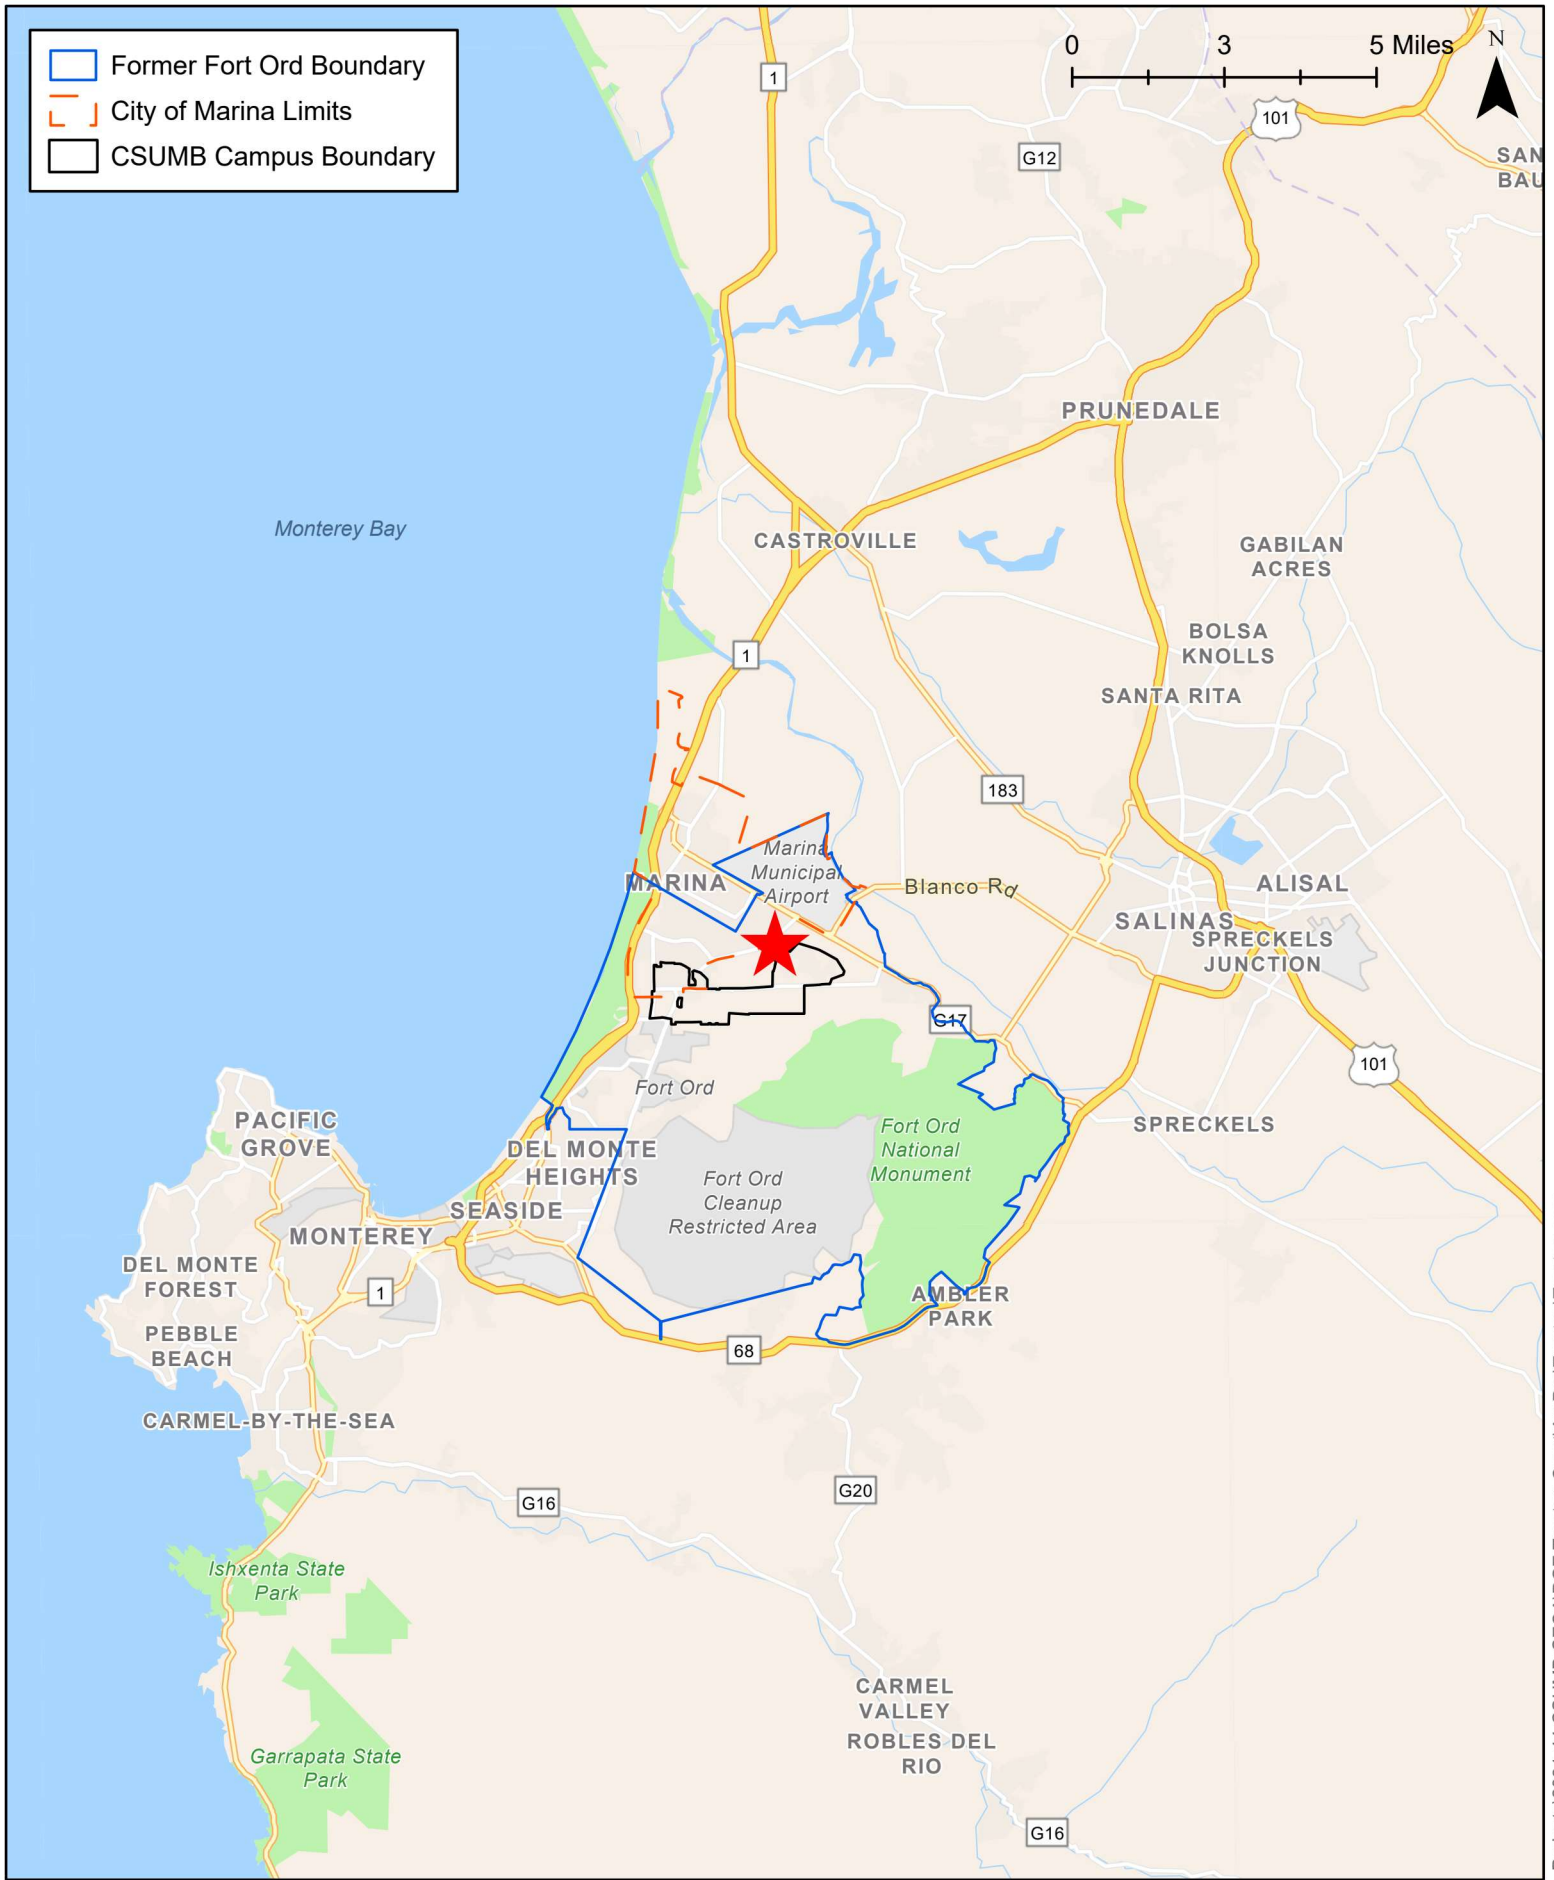 Former Fort Ord Boundary
City of Marina Limits
CSUMB Campus Boundary
0 3 5 Miles
N
1
101
G12
SAN
BAU
PRUNEDALE
Monterey Bay
CASTROVILLE
GABILAN
ACRES
BOLSA
KNOLLS
1
SANTA RITA
183
Marina
Municipal
Airport
MARINA
Blanco Rd
ALISAL
SALINAS
SPRECKELS
JUNCTION
G17
101
Fort Ord
PACIFIC
GROVE
SPRECKELS
Fort Ord
National
Monument
DEL MONTE
HEIGHTS
Fort Ord
Cleanup
Restricted Area
SEASIDE
MONTEREY
DEL MONTE
FOREST
1
AMBLER
PARK
PEBBLE
BEACH
68
CARMEL-BY-THE-SEA
G20
G16
Ishxenta State
Park
CARMEL
VALLEY
ROBLES DEL
RIO
Garrapata State
Park
G16